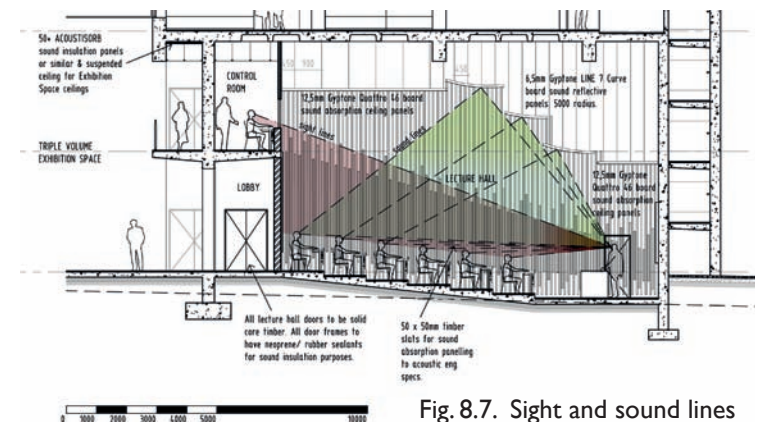 50+ ACOUSTISORB
sound insulation panels
or similar & suspended
ceiling for Exhibition
Space ceilings
CONTROL
ROOM
450 900
450
12,5mm Gyptone Quattro 46 board
sound absorption ceiling panels
6,5mm Gyptone LINE 7 Curve
board sound reflective
panels 5000 radius.
sight lines
sound lines
TRIPLE VOLUME
EXHIBITION SPACE
LOBBY
LECTURE HALL
12,5mm Gyptone
Quattro 46 board
sound absorption
ceiling panels
All lecture hall doors to be solid
core timber. All door frames to
have neoprene/ rubber sealants
for sound insulation purposes.
50 x 50mm timber
slats for sound
absorption panelling
to acoustic eng
specs.
0 1000 2000 3000 4000 5000 10000
Fig. 8.7. Sight and sound lines